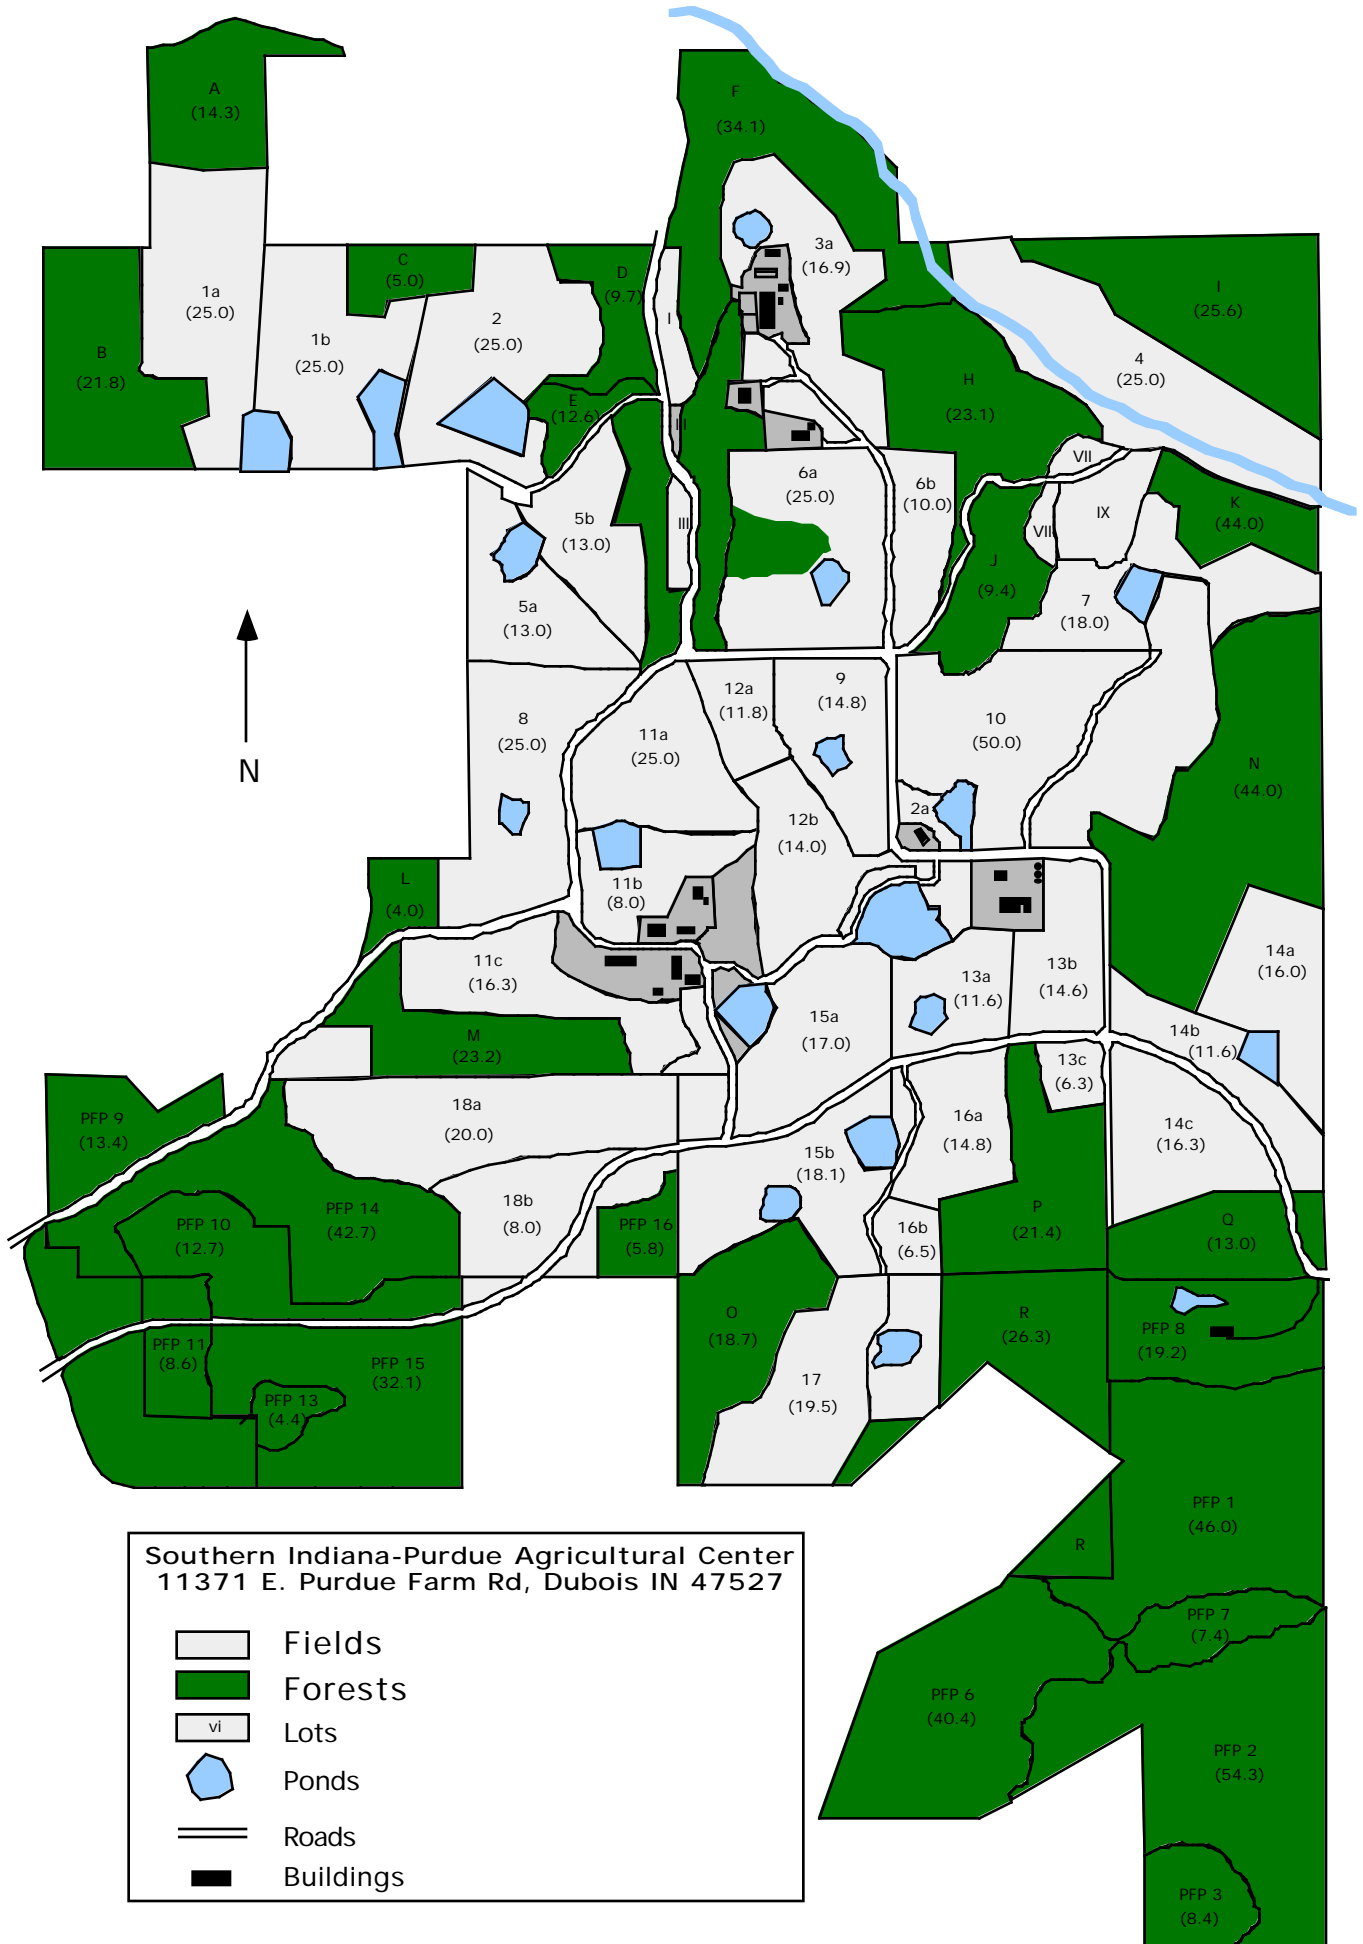 A
(14.3)
F
(34.1)
3a
(16.9)
C
(5.0)
D
(9.7)
I
(25.6)
1a
(25.0)
2
(25.0)
I
1b
(25.0)
B
(21.8)
4
(25.0)
H
(23.1)
E
(12.6)
II
VII
6a
(25.0)
6b
(10.0)
K
(44.0)
IX
5b
(13.0)
III
VII
J
(9.4)
5a
(13.0)
7
(18.0)
12a
(11.8)
9
(14.8)
8
(25.0)
11a
(25.0)
10
(50.0)
N
(44.0)
N
2a
12b
(14.0)
L
(4.0)
11b
(8.0)
11c
(16.3)
13a
(11.6)
13b
(14.6)
14a
(16.0)
15a
(17.0)
14b
(11.6)
M
(23.2)
13c
(6.3)
18a
(20.0)
16a
(14.8)
14c
(16.3)
PFP 9
(13.4)
15b
(18.1)
18b
(8.0)
PFP 14
(42.7)
PFP 10
(12.7)
PFP 16
(5.8)
16b
(6.5)
P
(21.4)
Q
(13.0)
O
(18.7)
R
(26.3)
PFP 8
(19.2)
PFP 11
(8.6)
PFP 15
(32.1)
17
(19.5)
PFP 13
(4.4)
PFP 1
(46.0)
R
Southern Indiana-Purdue Agricultural Center
11371 E. Purdue Farm Rd, Dubois IN 47527
Fields
Forests
vi
Lots
Ponds
Roads
Buildings
PFP 7
(7.4)
PFP 6
(40.4)
PFP 2
(54.3)
PFP 3
(8.4)